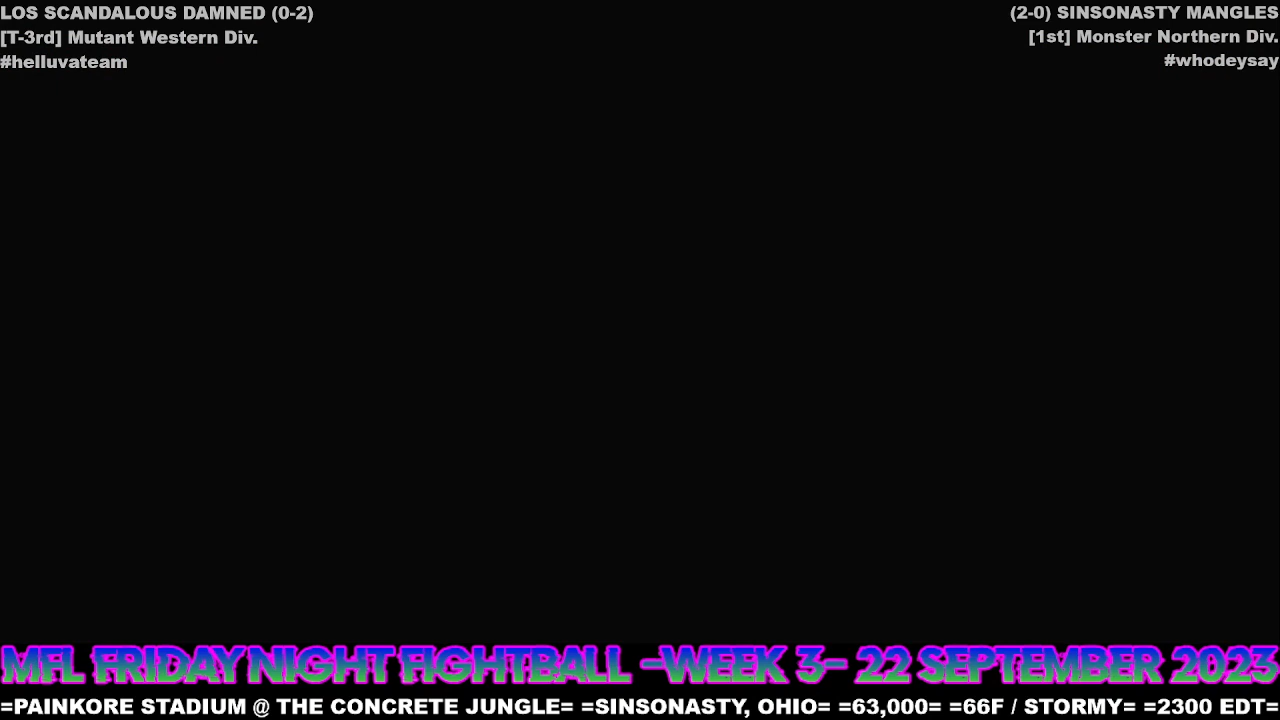 LOS SCANDALOUS DAMNED (0-2)
[T-3rd] Mutant Western Div.
#helluvateam
(2-0) SINSONASTY MANGLES
[1st] Monster Northern Div.
#whodeysay
MFL FRIDAY NIGHT FIGHTBALL -WEEK 3- 22 SEPTEMBER 2023
=PAINKORE STADIUM @ THE CONCRETE JUNGLE= =SINSONASTY, OHIO= =63,000= =66F / STORMY= =2300 EDT=